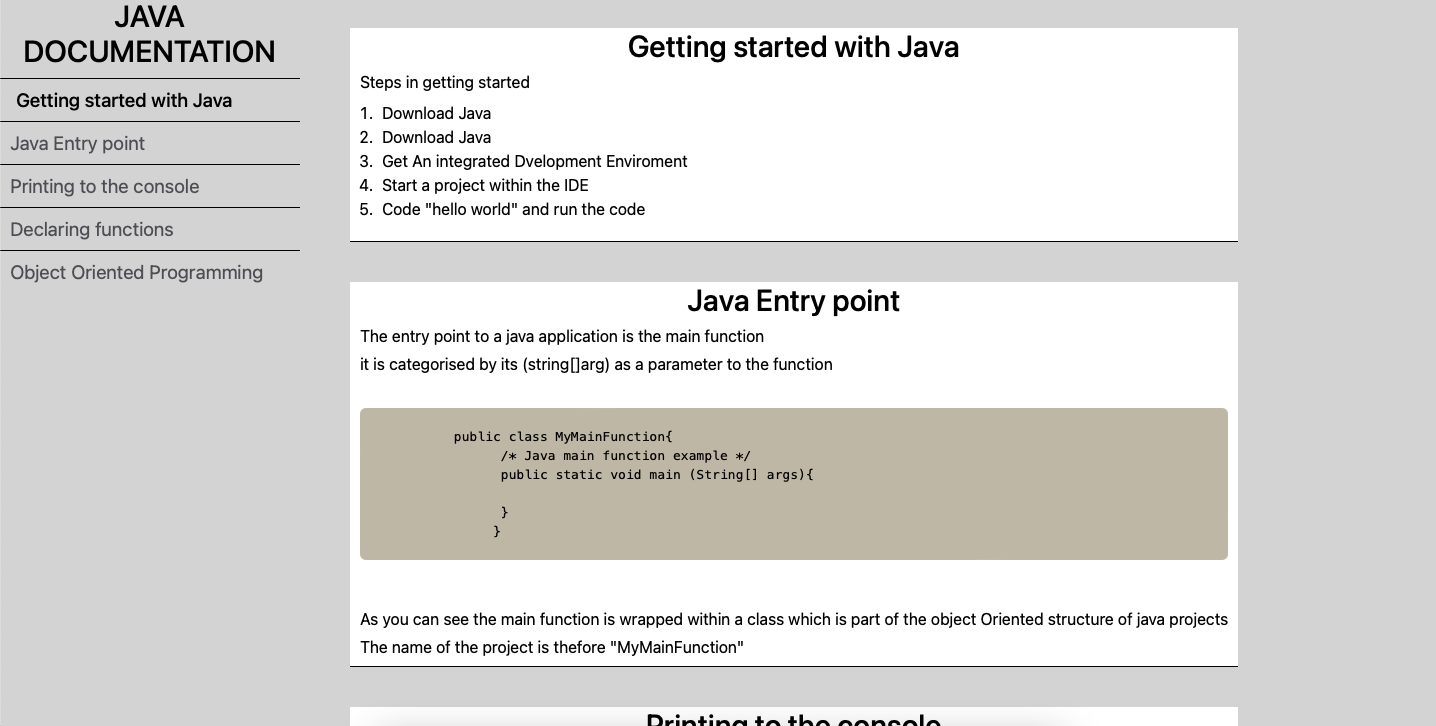 JAVA
DOCUMENTATION
Getting started with Java
Java Entry point
Printing to the console
Declaring functions
Object Oriented Programming
Getting started with Java
Steps in getting started
1. Download Java
2. Download Java
3. Get An integrated Dvelopment Enviroment
4. Start a project within the IDE
5. Code "hello world" and run the code
Java Entry point
The entry point to a java application is the main function
it is categorised by its (string[]arg) as a parameter to the function
public class MyMainFunction{
/* Java main function example */
public static void main (String[] args){
}
}
As you can see the main function is wrapped within a class which is part of the object Oriented structure of java projects
The name of the project is thefore "MyMainFunction"
Printing to the console